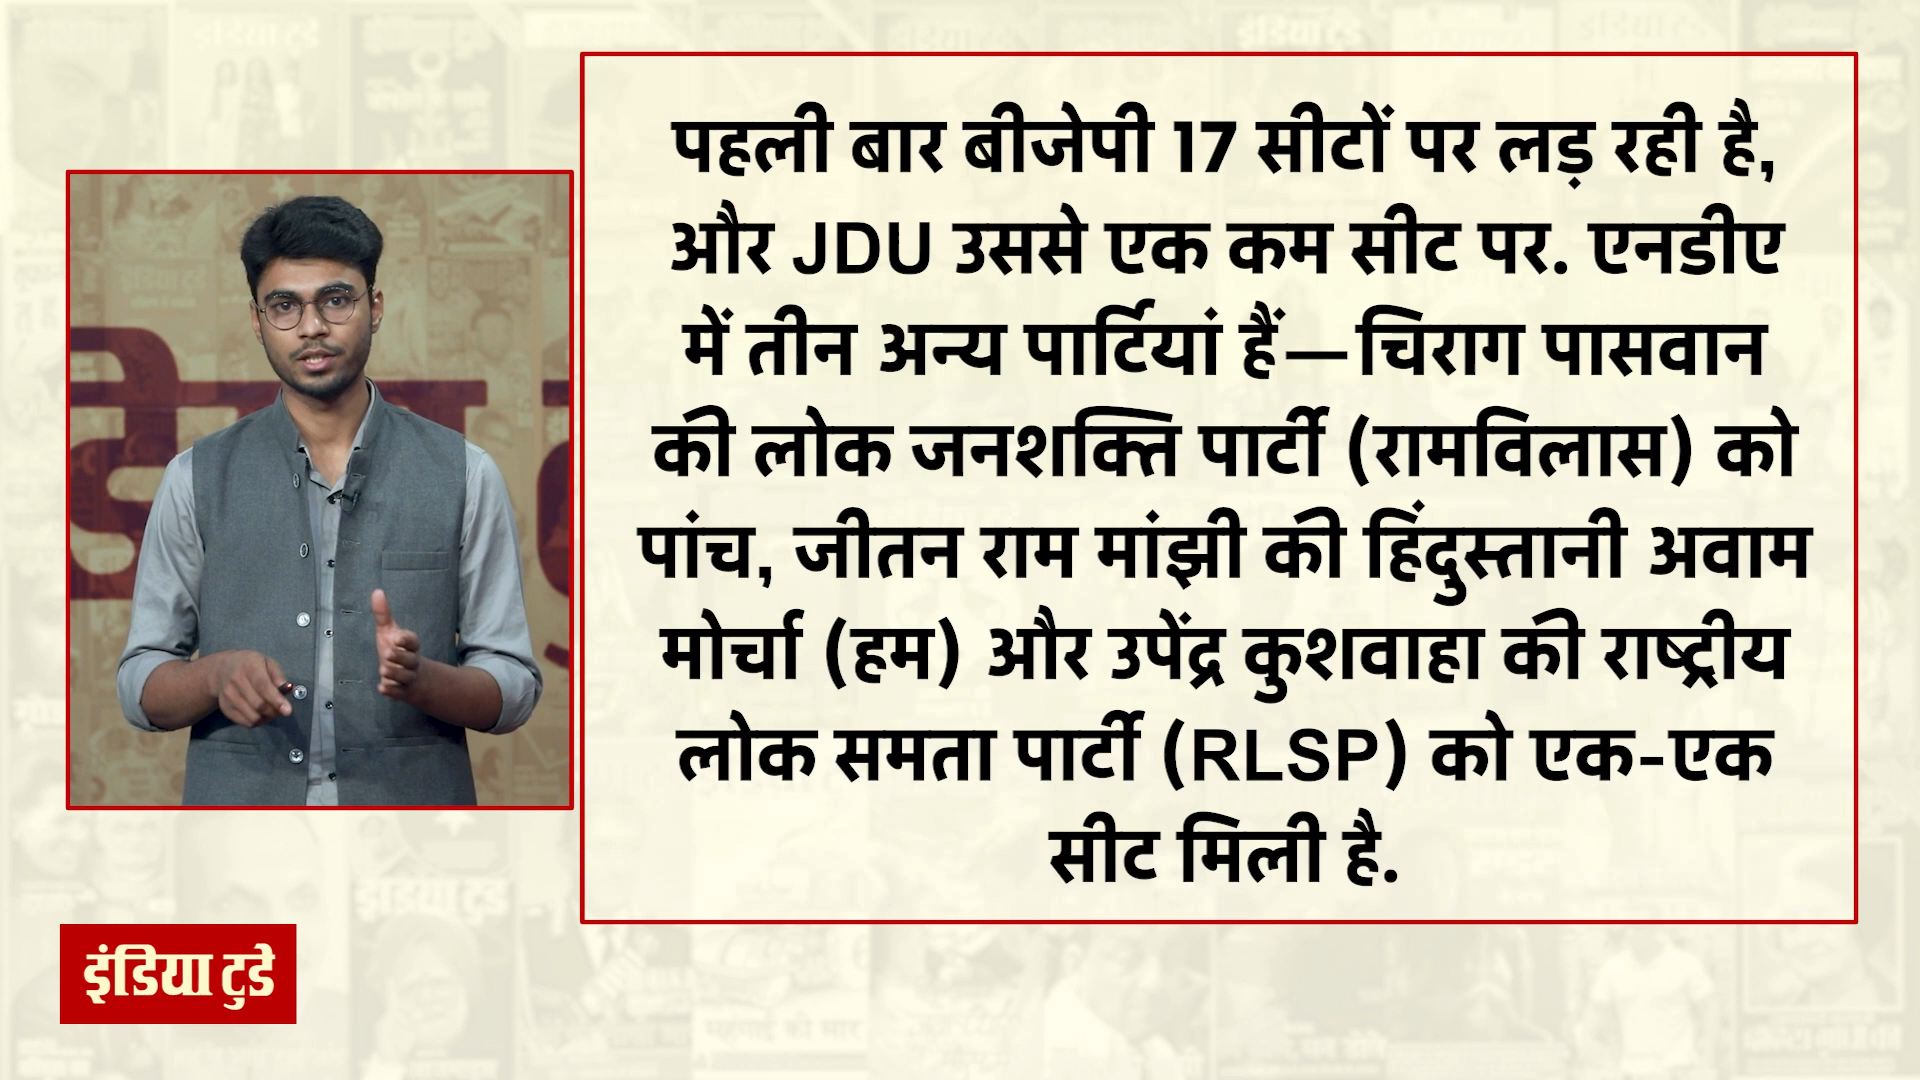 पहली बार बीजेपी 17 सीटों पर लड़ रही है,
और JDU उससे एक कम सीट पर. एनडीए
में तीन अन्य पार्टियां हैं—चिराग पासवान
की लोक जनशक्ति पार्टी (रामविलास) को
पांच, जीतन राम मांझी की हिंदुस्तानी अवाम
मोर्चा (हम) और उपेंद्र कुशवाहा की राष्ट्रीय
लोक समता पार्टी (RLSP) को एक-एक
सीट मिली है.
इंडिया टुडे